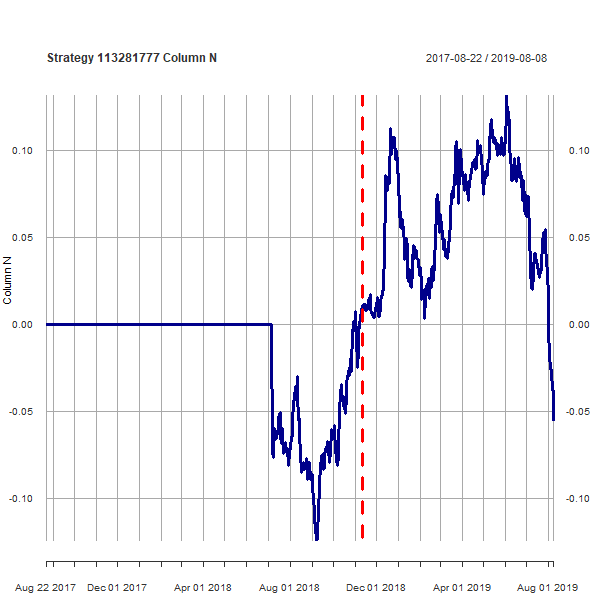 Strategy 113281777 Column N
2017-08-22 / 2019-08-08
Column N
0.10 0.10
0.05 0.05
0.00 0.00
-0.05 -0.05
-0.10 -0.10
Aug 22 2017 Dec 01 2017 Apr 01 2018 Aug 01 2018 Dec 01 2018 Apr 01 2019 Aug 01 2019